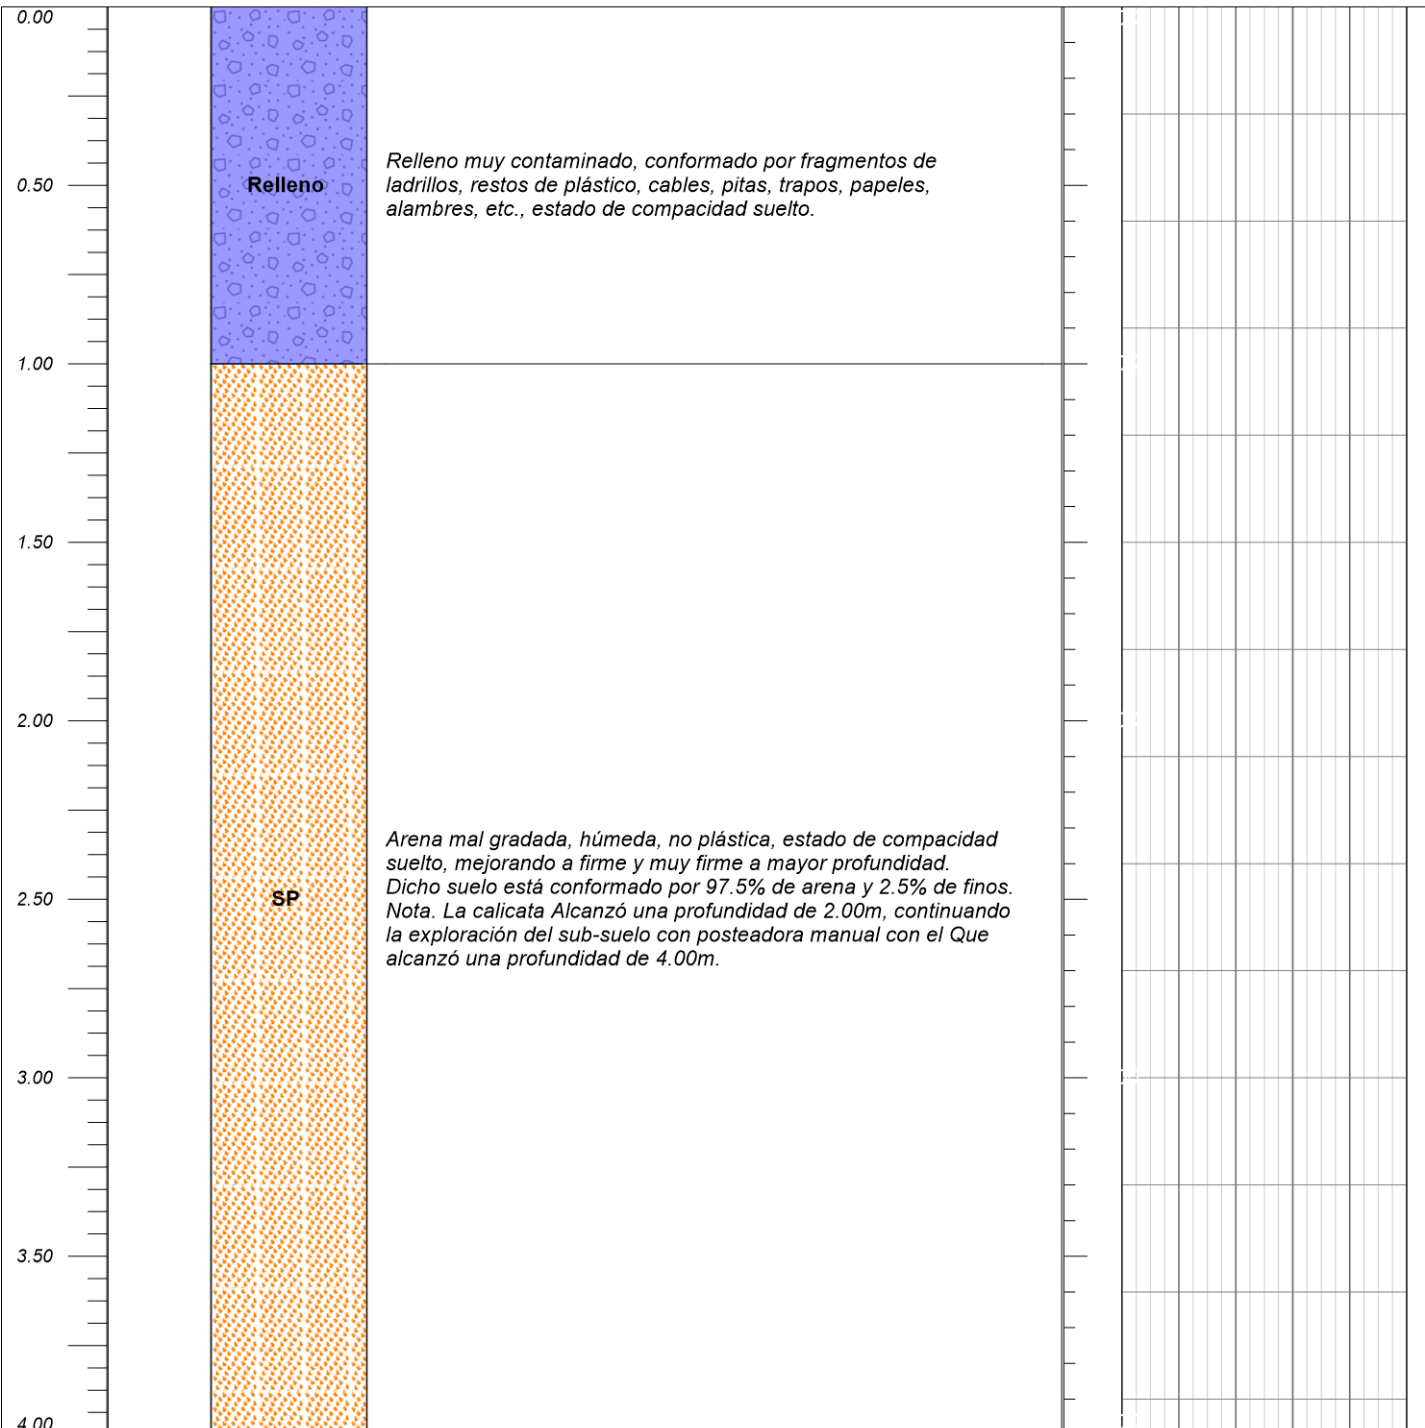 0.00
Relleno muy contaminado, conformado por fragmentos de
0.50
Relleno
ladrillos, restos de plástico, cables, pitas, trapos, papeles,
alambres, etc., estado de compacidad suelto.
1.00
1.50
2.00
Arena mal gradada, húmeda, no plástica, estado de compacidad
suelto, mejorando a firme y muy firme a mayor profundidad.
Dicho suelo está conformado por 97.5% de arena y 2.5% de finos.
2.50
SP
Nota. La calicata Alcanzó una profundidad de 2.00m, continuando
la exploración del sub-suelo con posteadora manual con el Que
alcanzó una profundidad de 4.00m.
3.00
3.50
4.00